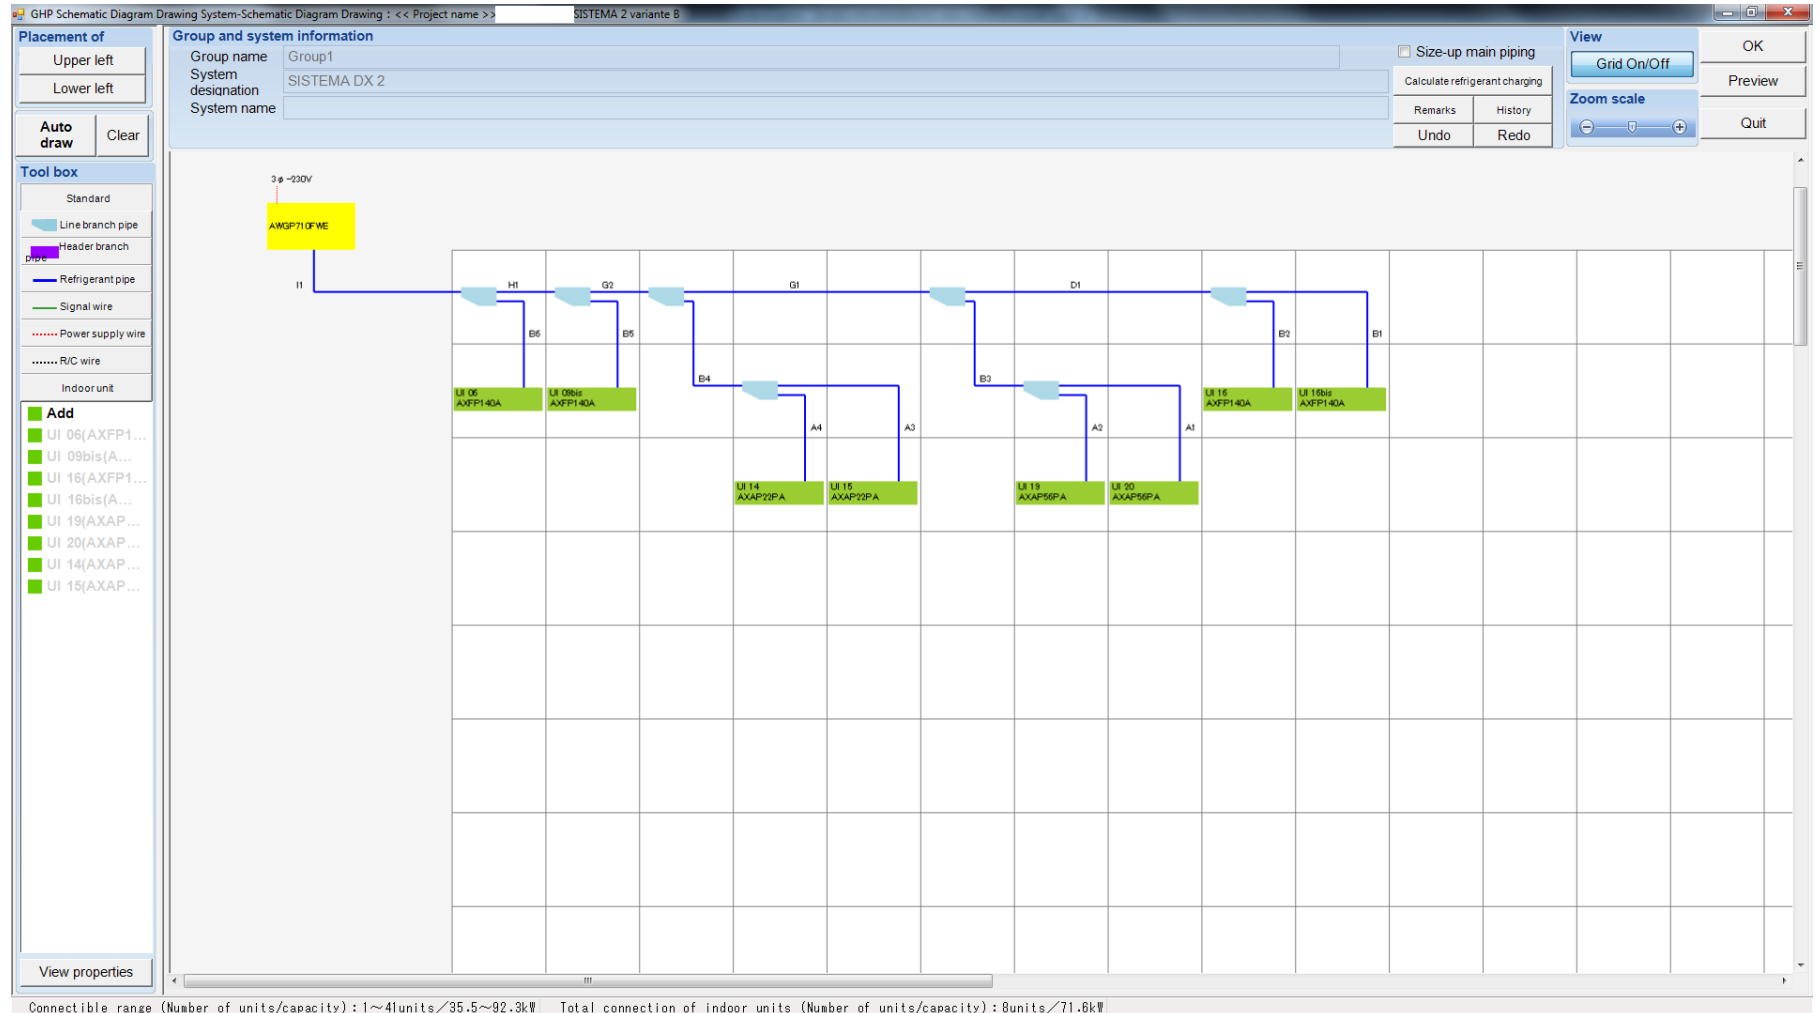 GHP Schematic Diagram Drawing System-Schematic Diagram Drawing : << Project name >> SISTEMA 2 variante B
Placement of
Upper left
Lower left
Auto draw
Clear
Group and system information
Group name Group1
System designation SISTEMA DX 2
System name
Size-up main piping
Calculate refrigerant charging
Remarks History
Undo Redo
View
Grid On/Off
Zoom scale
OK
Preview
Quit
Tool box
Standard
Line branch pipe
Header branch pipe
Refrigerant pipe
Signal wire
Power supply wire
R/C wire
Indoor unit
Add
UI 06(AXFP1...
UI 09bis(A...
UI 16(AXFP1...
UI 16bis(A...
UI 19(AXAP...
UI 20(AXAP...
UI 14(AXAP...
UI 15(AXAP...
View properties
3φ ~230V
AWGP710FWE
I1 H1 G2 G1 D1
B6 B5 B2 B1
B4 B3
UI 06
AXFP140A
UI 09bis
AXFP140A
UI 16
AXFP140A
UI 16bis
AXFP140A
A4 A3 A2 A1
UI 14
AXAP22PA
UI 15
AXAP22PA
UI 19
AXAP56PA
UI 20
AXAP56PA
Connectible range (Number of units/capacity) : 1~41units/35.5~92.3kW Total connection of indoor units (Number of units/capacity) : 8units/71.6kW